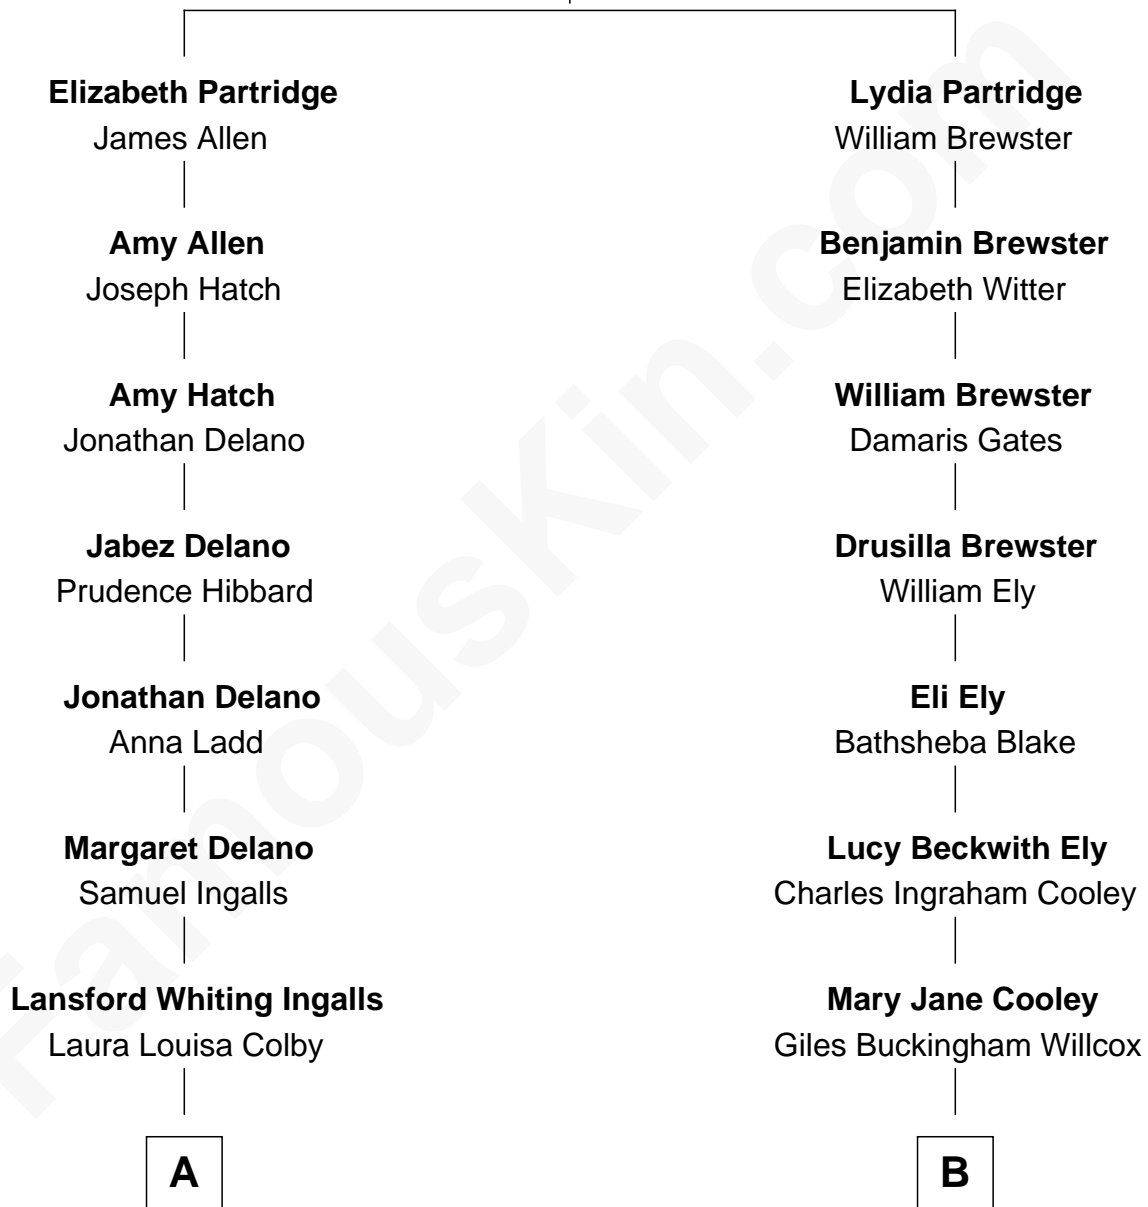 Elizabeth Partridge
James Allen
Amy Allen
Joseph Hatch
Amy Hatch
Jonathan Delano
Jabez Delano
Prudence Hibbard
Jonathan Delano
Anna Ladd
Margaret Delano
Samuel Ingalls
Lansford Whiting Ingalls
Laura Louisa Colby
A
Lydia Partridge
William Brewster
Benjamin Brewster
Elizabeth Witter
William Brewster
Damaris Gates
Drusilla Brewster
William Ely
Eli Ely
Bathsheba Blake
Lucy Beckwith Ely
Charles Ingraham Cooley
Mary Jane Cooley
Giles Buckingham Willcox
B
FamousKin.com